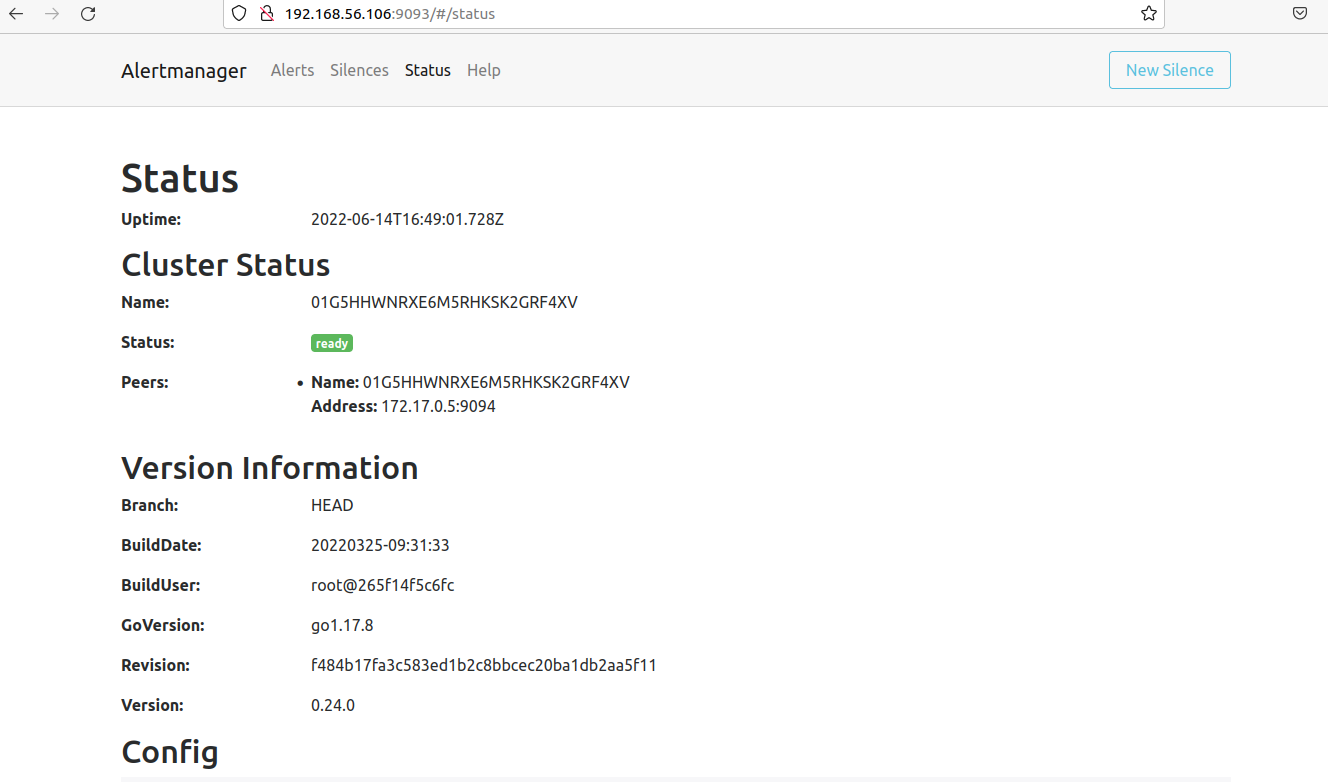 192.168.56.106:9093/#/status
Alertmanager Alerts Silences Status Help New Silence
Status
Uptime: 2022-06-14T16:49:01.728Z
Cluster Status
Name: 01G5HHWNRXE6M5RHKSK2GRF4XV
Status: ready
Peers: • Name: 01G5HHWNRXE6M5RHKSK2GRF4XV
Address: 172.17.0.5:9094
Version Information
Branch: HEAD
BuildDate: 20220325-09:31:33
BuildUser: root@265f14f5c6fc
GoVersion: go1.17.8
Revision: f484b17fa3c583ed1b2c8bbcec20ba1db2aa5f11
Version: 0.24.0
Config